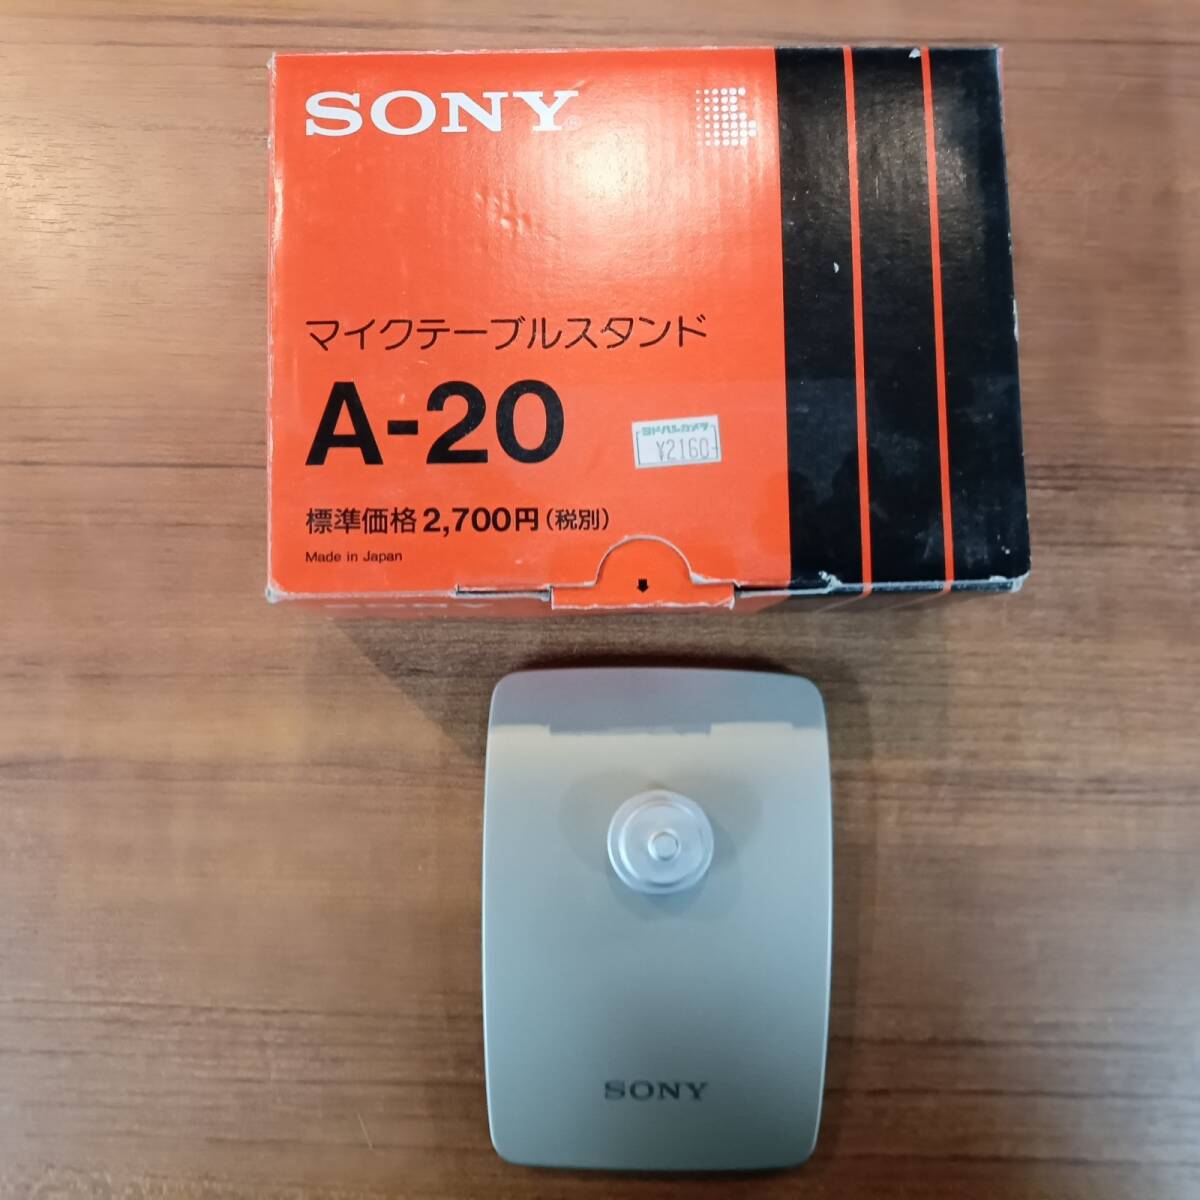 SONY®
マイクテーブルスタンド
A-20
ヨドバシカメラ
¥2160
標準価格2,700円(税別)
Made in Japan
SONY
SONY